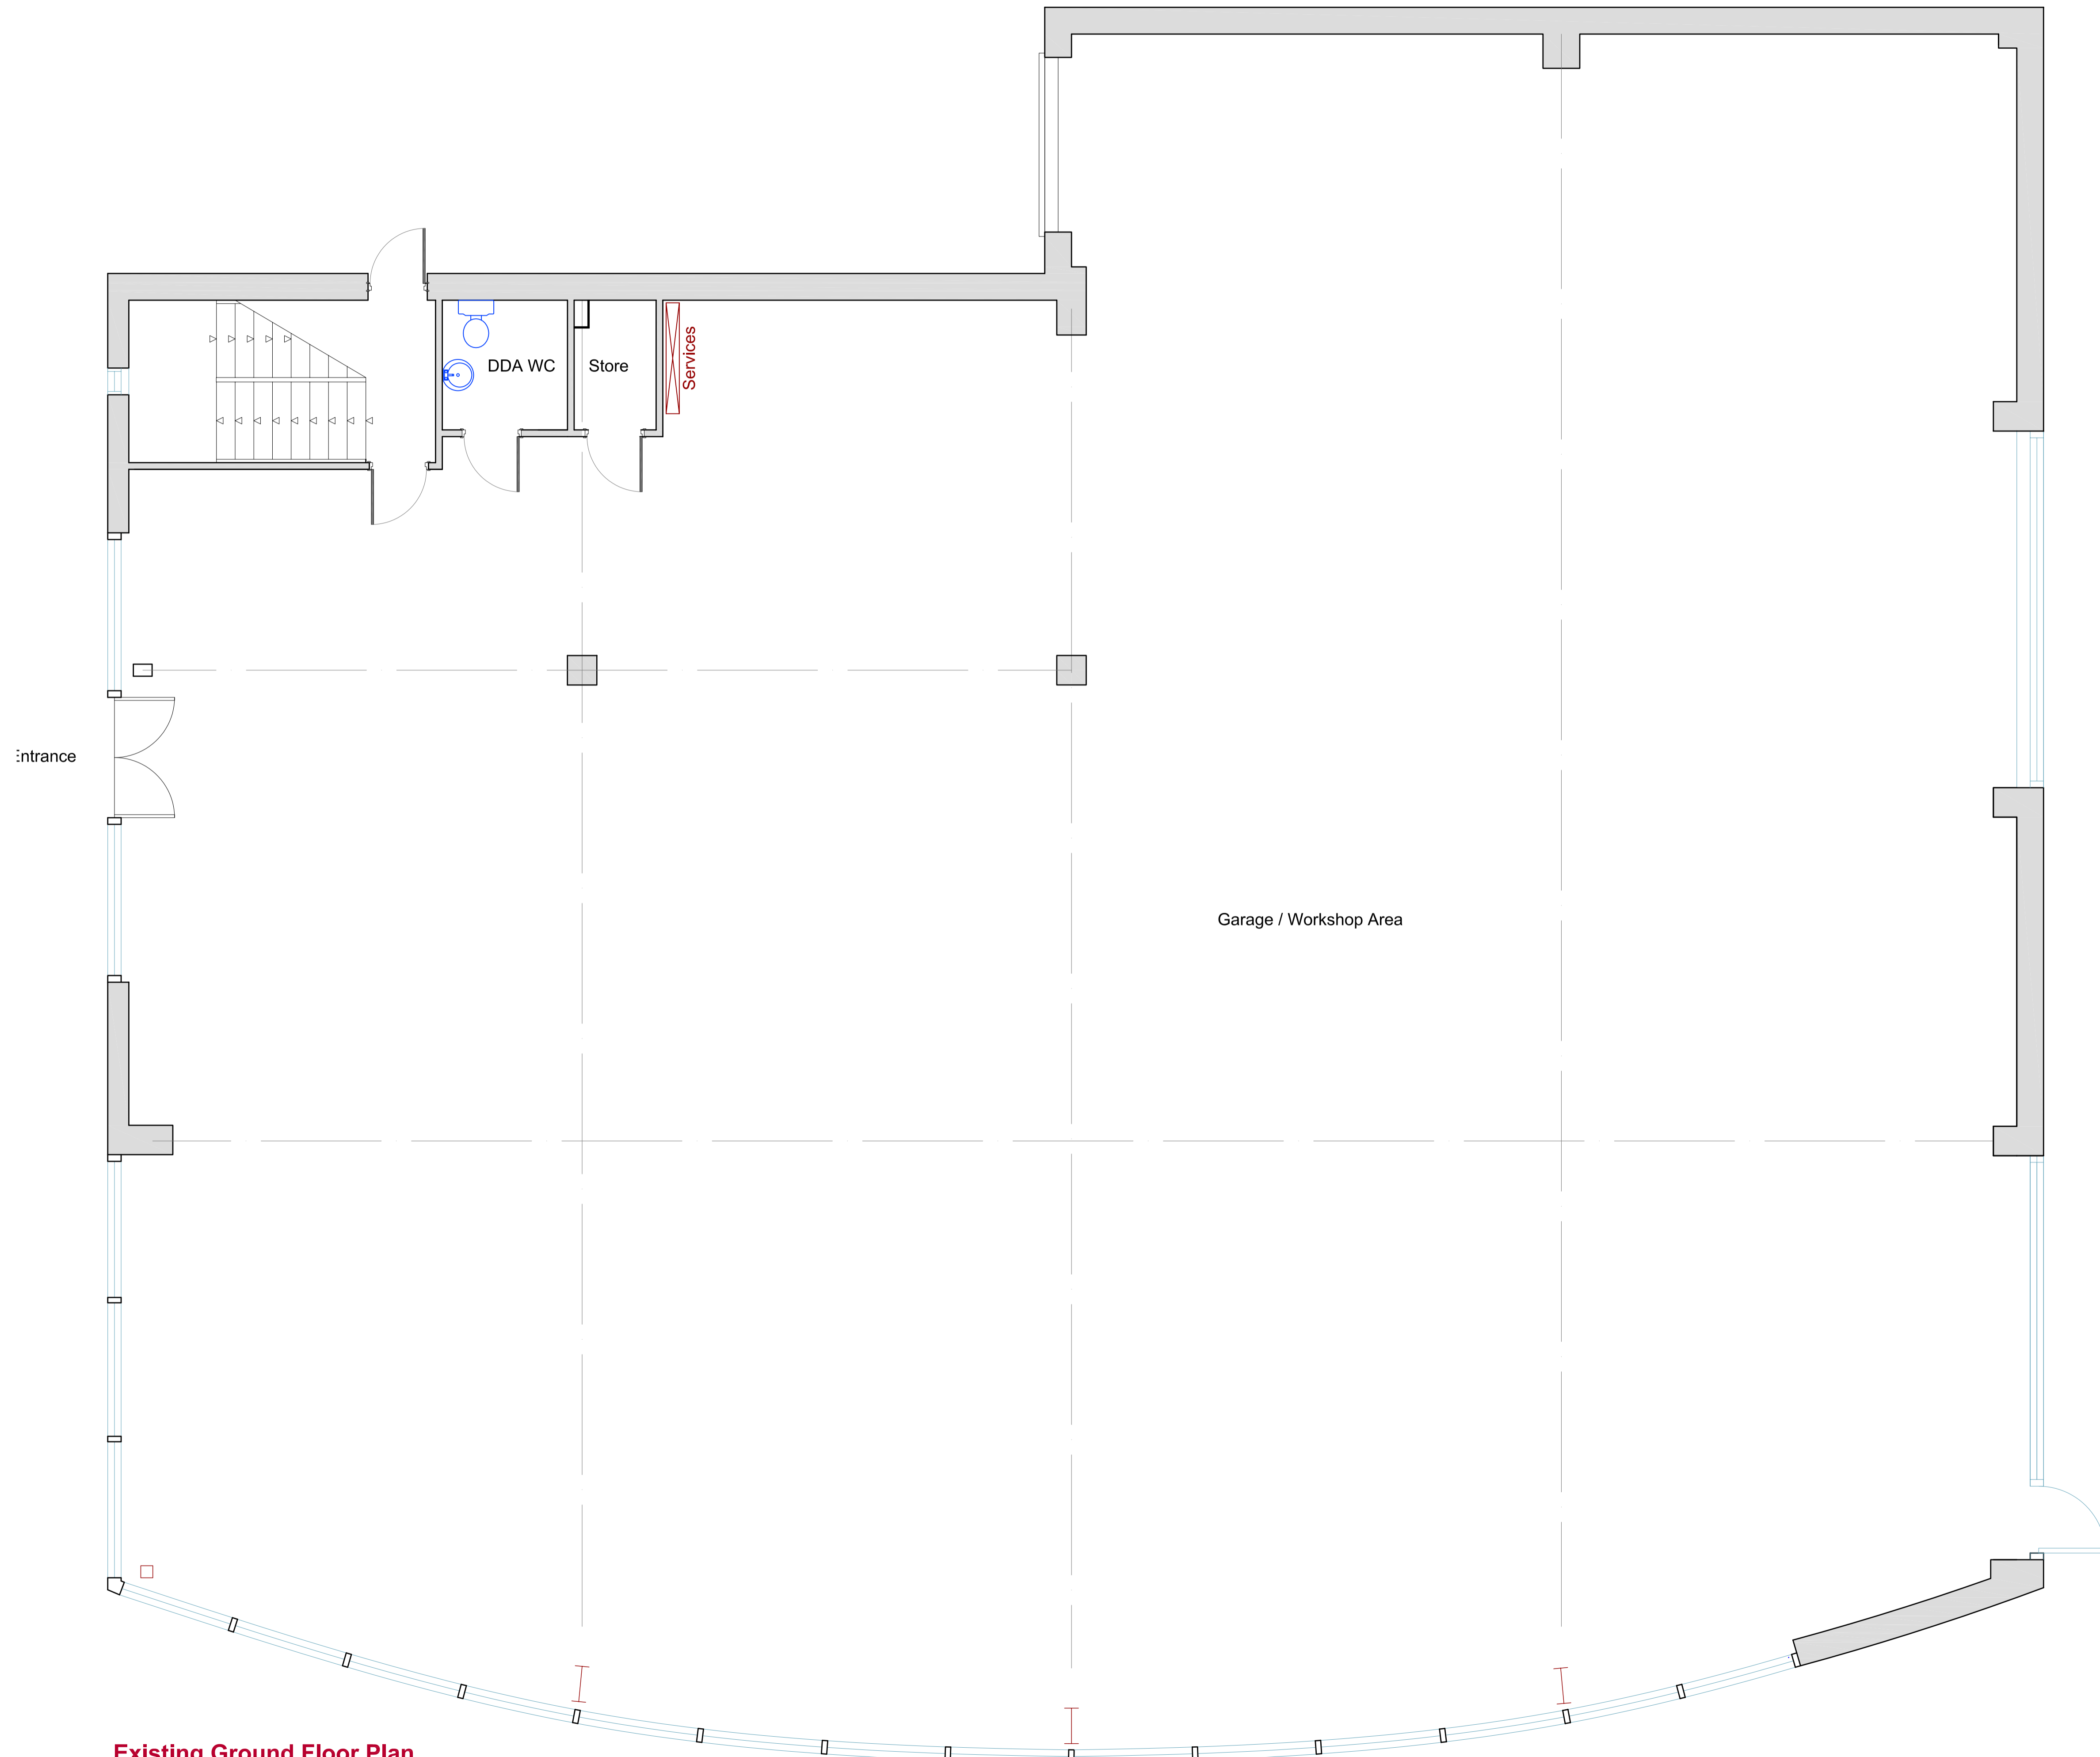 DDA WC
Store
Services
Entrance
Garage / Workshop Area
Existing Ground Floor Plan